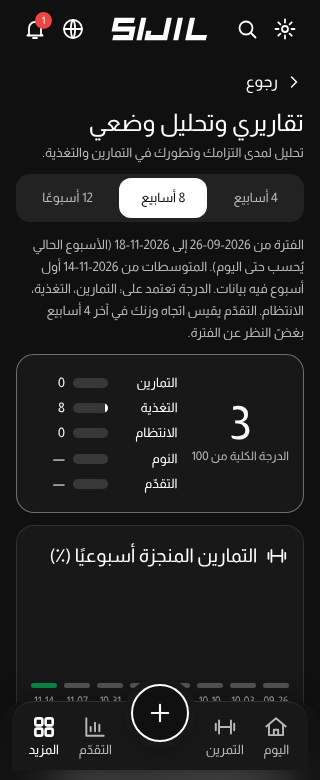 1
SIJIL
رجوع
تقاريري وتحليل وضعي
تحليل لمدى التزامك وتطورك في التمارين والتغذية.
4 أسابيع
8 أسابيع
12 أسبوعًا
الفترة من 2026-09-26 إلى 2026-11-18 (الأسبوع الحالي
يُحسب حتى اليوم). المتوسطات من 2026-11-14 أول
أسبوع فيه بيانات. الدرجة تعتمد على: التمارين، التغذية،
الانتظام. التقدّم يقيس اتجاه وزنك في آخر 4 أسابيع
بغضّ النظر عن الفترة.
3
الدرجة الكلية من 100
التمارين 0
التغذية 8
الانتظام 0
النوم —
التقدّم —
التمارين المنجزة أسبوعيًا (٪)
09-26 10-03 10-10 10-31 11-07 11-14
اليوم
التمرين
التقدّم
المزيد